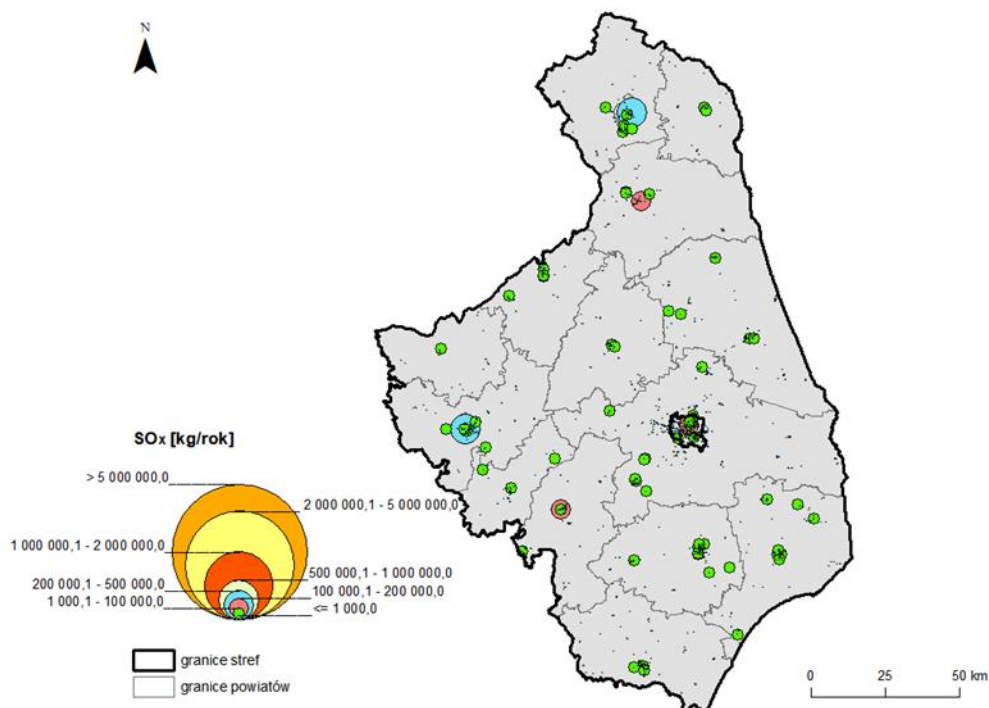 N
SOx [kg/rok]
> 5 000 000,0
2 000 000,1 - 5 000 000,0
1 000 000,1 - 2 000 000,0
500 000,1 - 1 000 000,0
200 000,1 - 500 000,0
100 000,1 - 200 000,0
1 000,1 - 100 000,0
<= 1 000,0
granice stref
granice powiatów
0 25 50 km